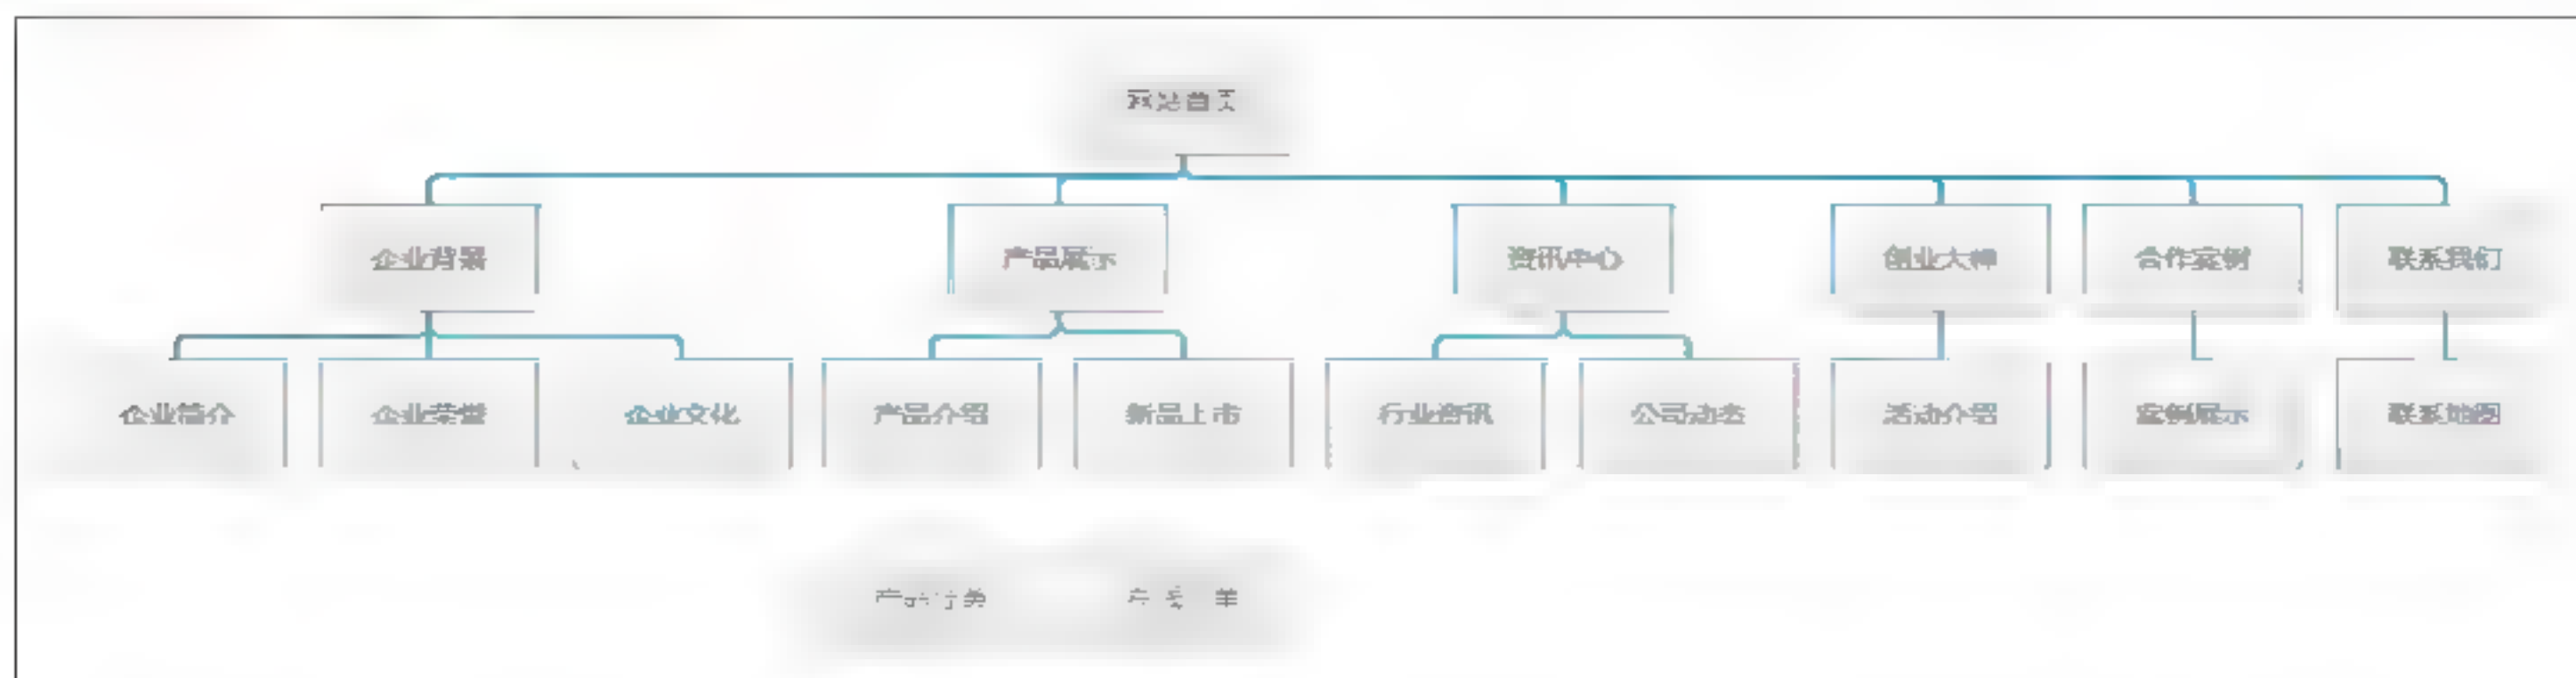 网站首页
企业背景 产品展示 资讯中心 创业大神 合作案例 联系我们
企业简介 企业荣誉 企业文化 产品介绍 新品上市 行业资讯 公司动态 活动介绍 案例展示 联系地图